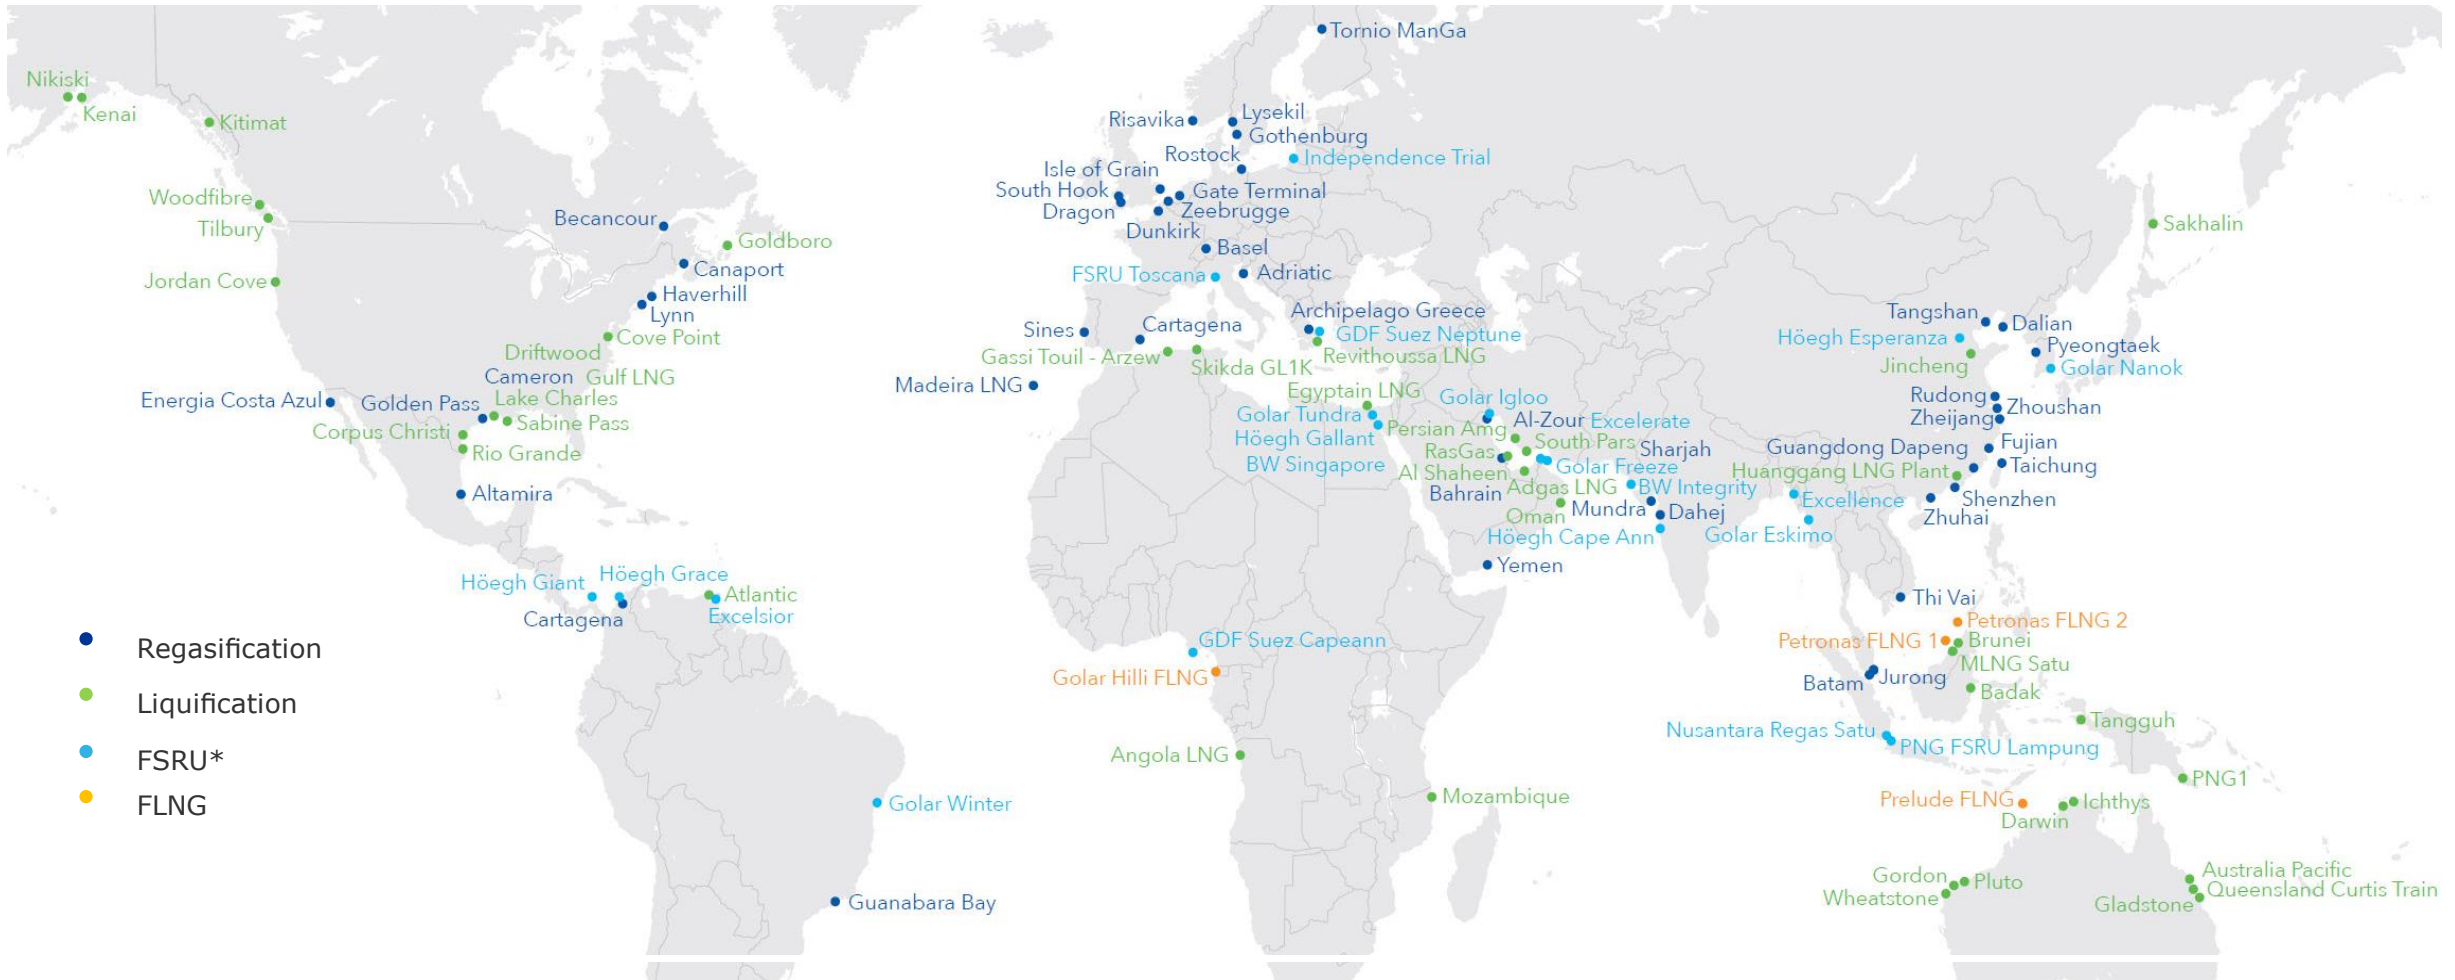 Tornio ManGa
Nikiski
Kenai
Kitimat
Risavika
Lysekil
Gothenburg
Rostock
Independence Trial
Isle of Grain
South Hook
Gate Terminal
Dragon
Zeebrugge
Dunkirk
Basel
FSRU Toscana
Adriatic
Woodfibre
Tilbury
Becancour
Goldboro
Canaport
Jordan Cove
Haverhill
Lynn
Cove Point
Driftwood
Cameron
Gulf LNG
Energia Costa Azul
Golden Pass
Lake Charles
Corpus Christi
Sabine Pass
Rio Grande
Altamira
Sines
Cartagena
Archipelago Greece
GDF Suez Neptune
Gassi Touil - Arzew
Skikda GL1K
Revithoussa LNG
Madeira LNG
Egyptain LNG
Golar Tundra
Höegh Gallant
BW Singapore
Golar Igloo
Al-Zour
Excelerate
Persian Amg
South Pars
RasGas
Sharjah
Al Shaheen
Golar Freeze
Bahrain
Adgas LNG
BW Integrity
Oman
Mundra
Dahej
Höegh Cape Ann
Yemen
Sakhalin
Tangshan
Dalian
Höegh Esperanza
Pyeongtaek
Jincheng
Golar Nanok
Rudong
Zhoushan
Zheijang
Guangdong Dapeng
Fujian
Taichung
Huanggang LNG Plant
Excellence
Shenzhen
Zhuhai
Golar Eskimo
Höegh Giant
Höegh Grace
Atlantic
Cartagena
Excelsior
GDF Suez Capeann
Golar Hilli FLNG
Angola LNG
Mozambique
Golar Winter
Guanabara Bay
Thi Vai
Petronas FLNG 2
Petronas FLNG 1
Brunei
MLNG Satu
Batam
Jurong
Badak
Tangguh
Nusantara Regas Satu
PNG FSRU Lampung
PNG1
Prelude FLNG
Ichthys
Darwin
Gordon
Pluto
Wheatstone
Australia Pacific
Queensland Curtis Train
Gladstone
Regasification
Liquification
FSRU*
FLNG